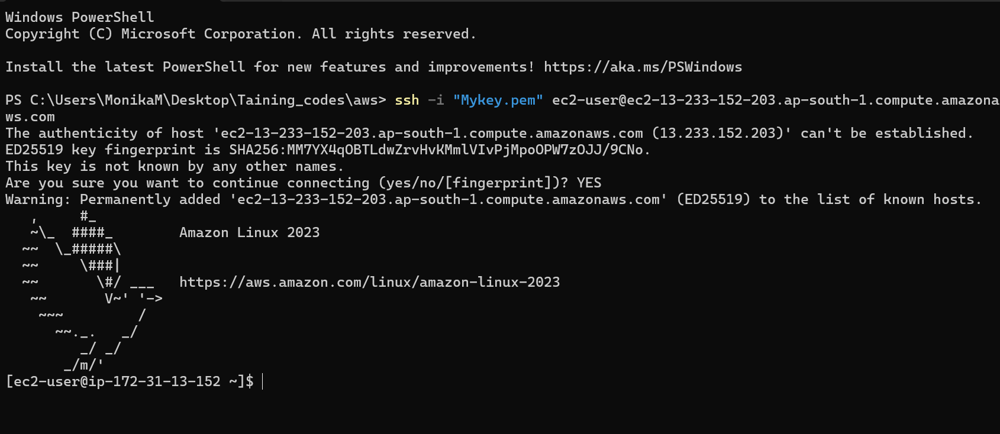 Windows PowerShell
Copyright (C) Microsoft Corporation. All rights reserved.
Install the latest PowerShell for new features and improvements! https://aka.ms/PSWindows
PS C:\Users\MonikaM\Desktop\Taining_codes\aws> ssh -i "Mykey.pem" ec2-user@ec2-13-233-152-203.ap-south-1.compute.amazona
ws.com
The authenticity of host 'ec2-13-233-152-203.ap-south-1.compute.amazonaws.com (13.233.152.203)' can't be established.
ED25519 key fingerprint is SHA256:MM7YX4qOBTLdwZrvHvKMmlVIvPjMpoOPW7zOJJ/9CNo.
This key is not known by any other names.
Are you sure you want to continue connecting (yes/no/[fingerprint])? YES
Warning: Permanently added 'ec2-13-233-152-203.ap-south-1.compute.amazonaws.com' (ED25519) to the list of known hosts.
   ,     #_
   ~\_  ####_        Amazon Linux 2023
  ~~  \_#####\
  ~~     \###|
  ~~       \#/ ___   https://aws.amazon.com/linux/amazon-linux-2023
   ~~       V~' '->
    ~~~         /
      ~~._.   _/
         _/ _/
       _/m/'
[ec2-user@ip-172-31-13-152 ~]$